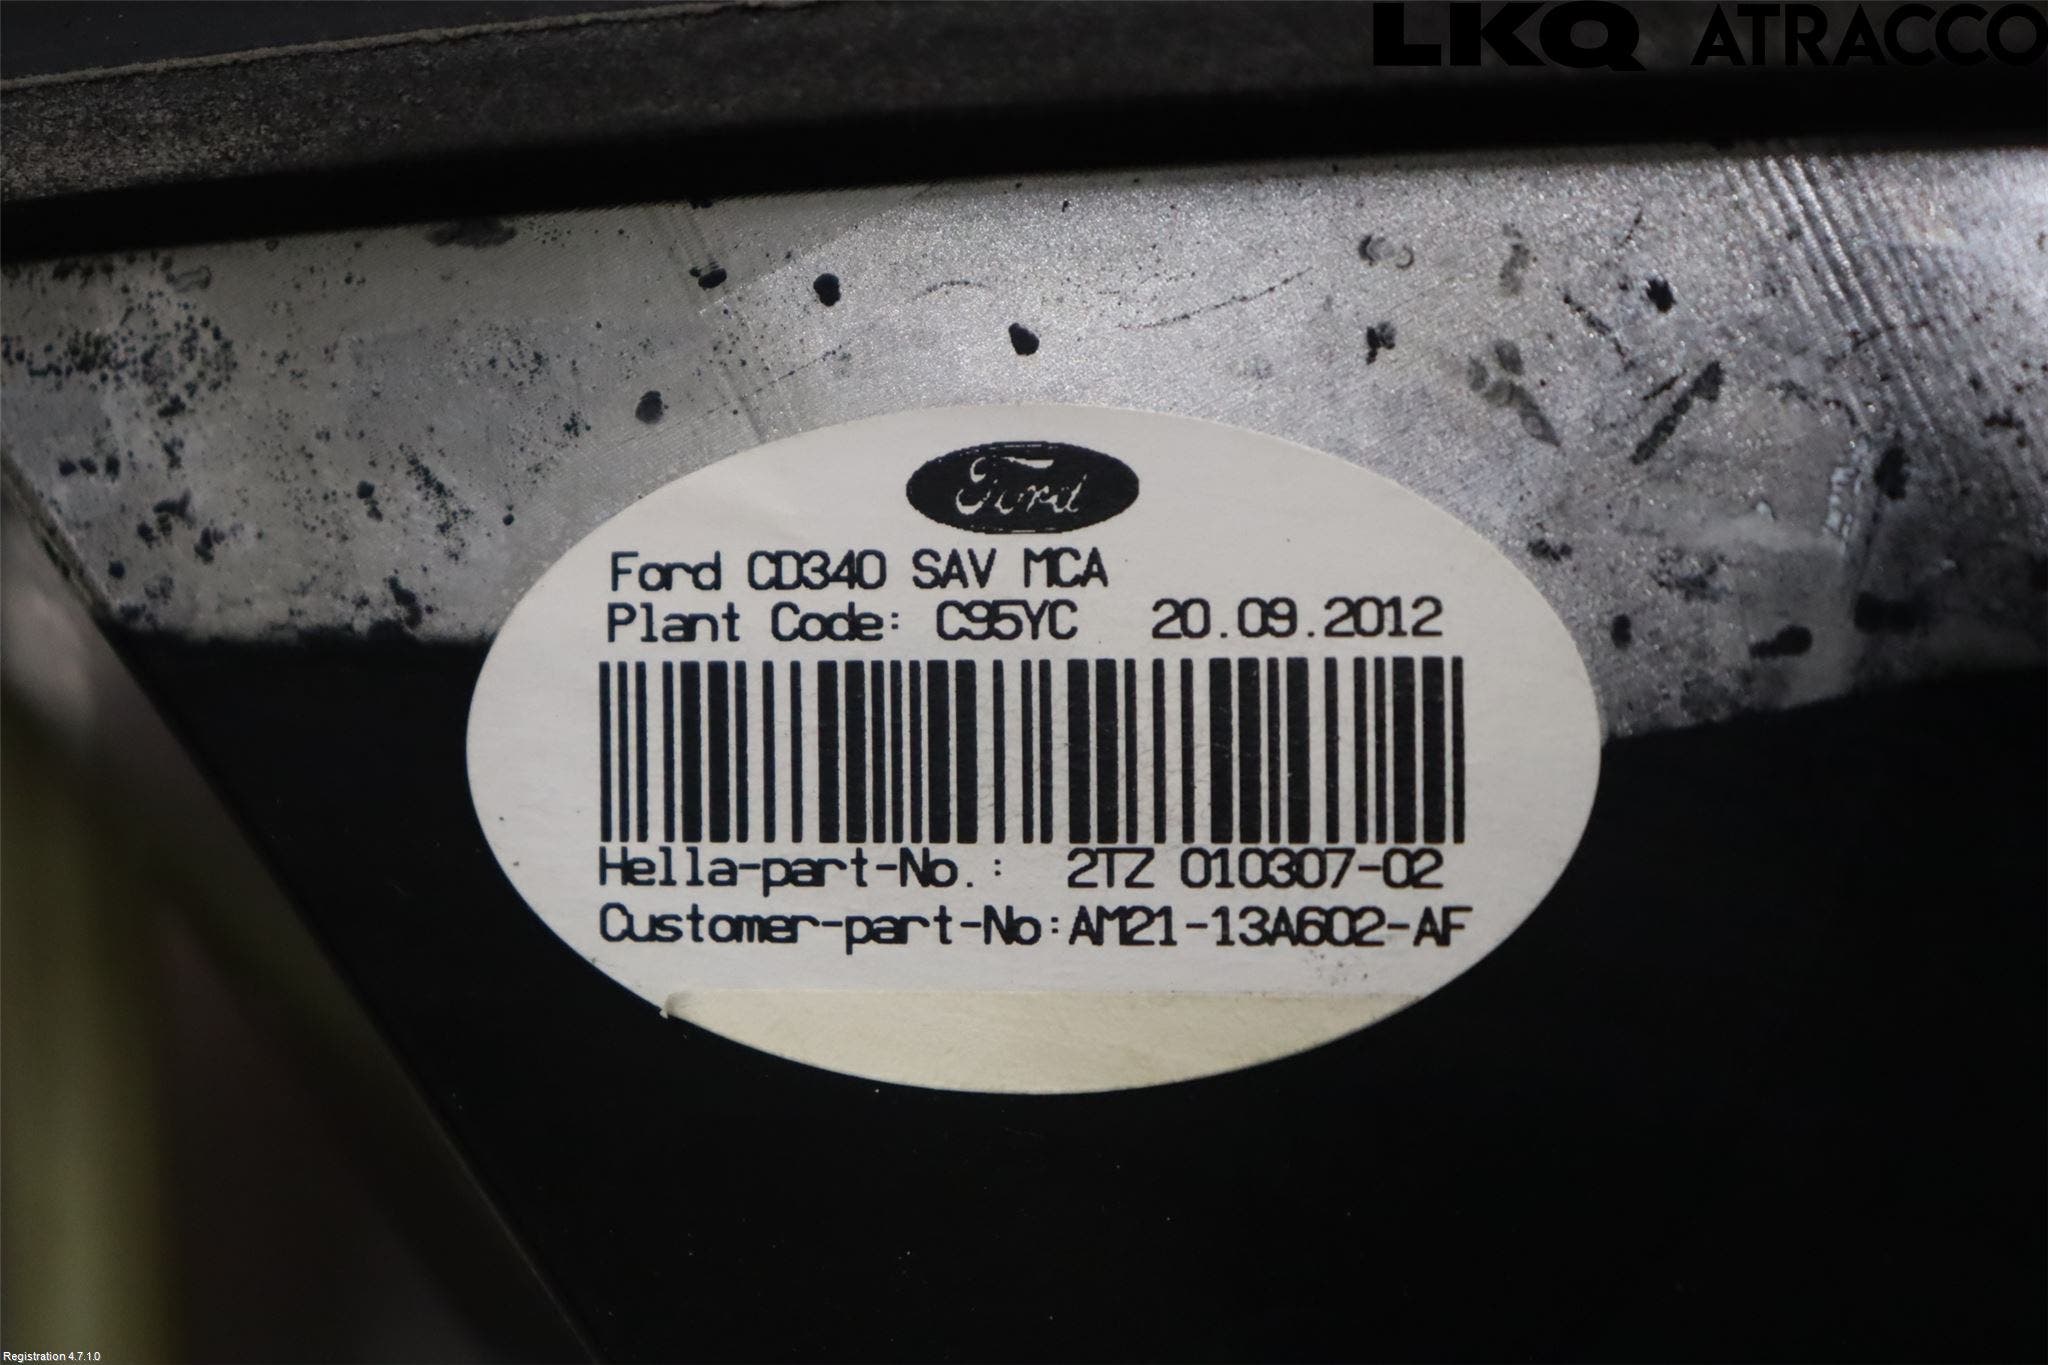 LKQ ATRACCO
Ford
Ford CD340 SAV MCA
Plant Code: C95YC 20.09.2012
Hella-part-No.: 2TZ 010307-02
Customer-part-No:AM21-13A602-AF
Registration 4.7.1.0